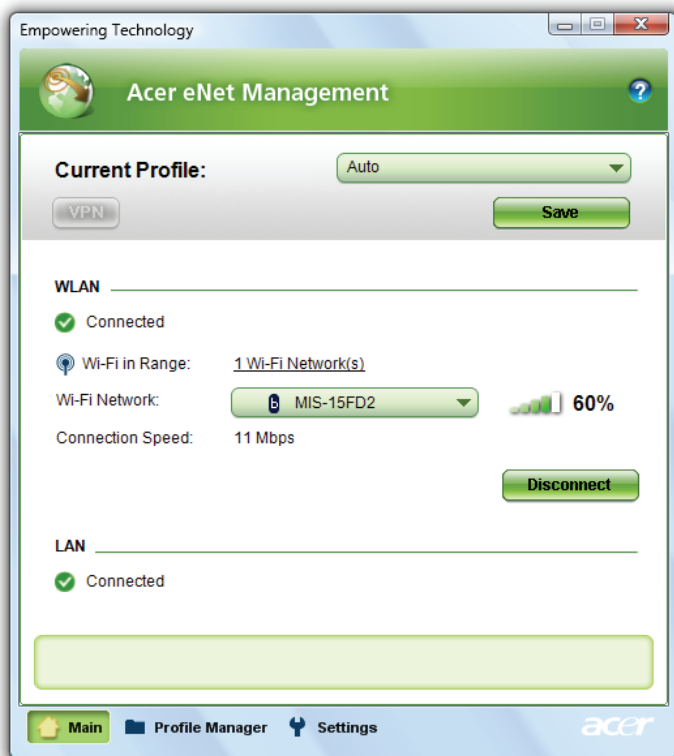 Empowering Technology
Acer eNet Management
?
Current Profile:
Auto
VPN
Save
WLAN
Connected
Wi-Fi in Range: 1 Wi-Fi Network(s)
Wi-Fi Network: b MIS-15FD2 60%
Connection Speed: 11 Mbps
Disconnect
LAN
Connected
Main Profile Manager Settings acer